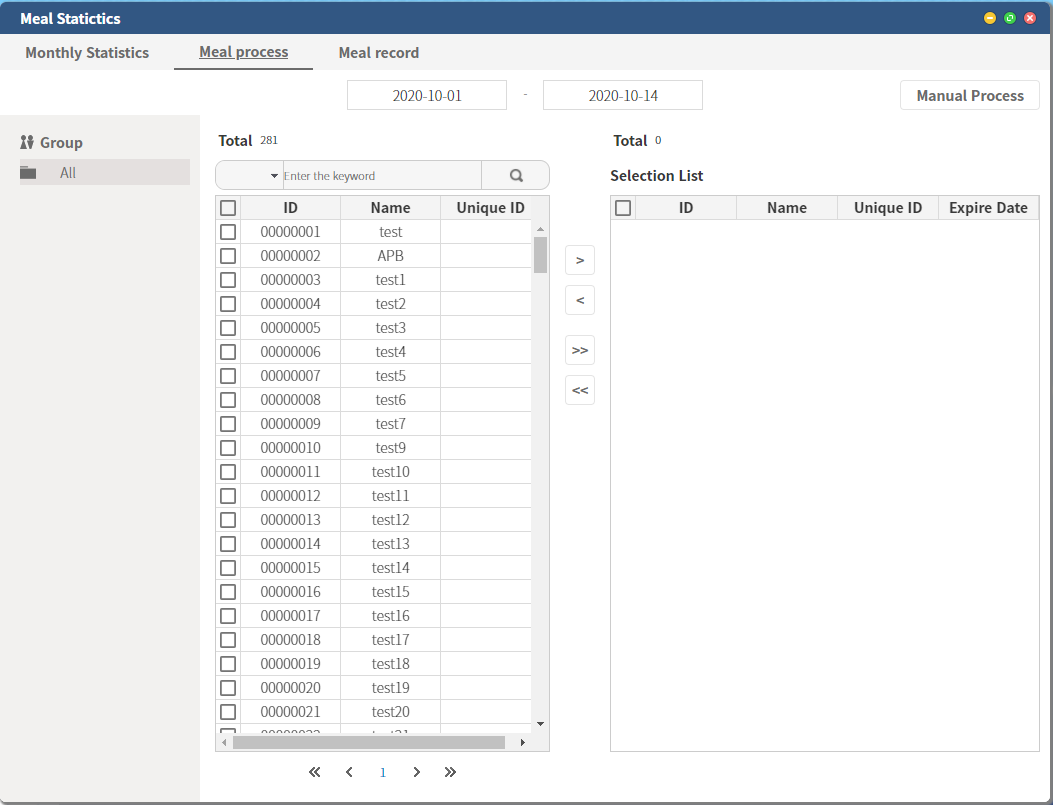 Meal Statictics
Monthly Statistics Meal process Meal record
2020-10-01 - 2020-10-14 Manual Process
Group
All
Total 281
Enter the keyword
ID Name Unique ID
00000001 test
00000002 APB
00000003 test1
00000004 test2
00000005 test3
00000006 test4
00000007 test5
00000008 test6
00000009 test7
00000010 test9
00000011 test10
00000012 test11
00000013 test12
00000014 test13
00000015 test14
00000016 test15
00000017 test16
00000018 test17
00000019 test18
00000020 test19
00000021 test20
« < 1 > »
>
<
>>
<<
Total 0
Selection List
ID Name Unique ID Expire Date